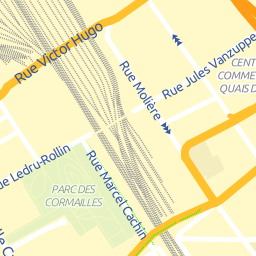 Rue Victor Hugo
Rue Molière
Rue Jules Vanzuppe
CENT
COMME
QUAIS D
e Ledru-Rollin
Rue Marcel Cachin
PARC DES
CORMAILLES
lle C